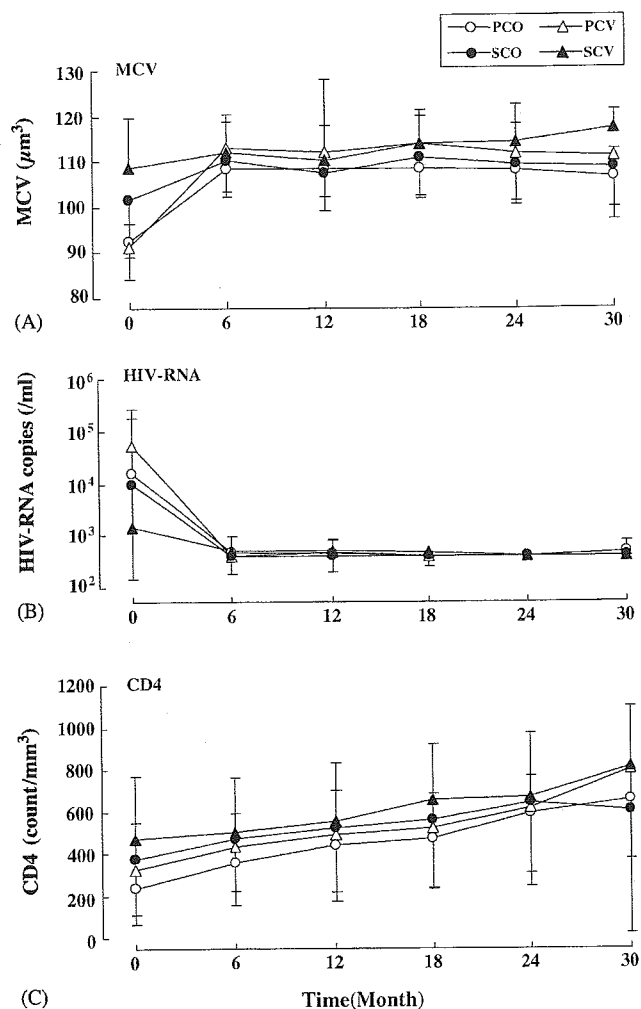 PCO PCV
SCO SCV
MCV
130
120
110
100
90
80
MCV (μm³)
0 6 12 18 24 30
(A)
HIV-RNA
10⁶
10⁵
10⁴
10³
10²
HIV-RNA copies (/ml)
0 6 12 18 24 30
(B)
CD4
1200
1000
800
600
400
200
0
CD4 (count/mm³)
0 6 12 18 24 30
(C) Time(Month)